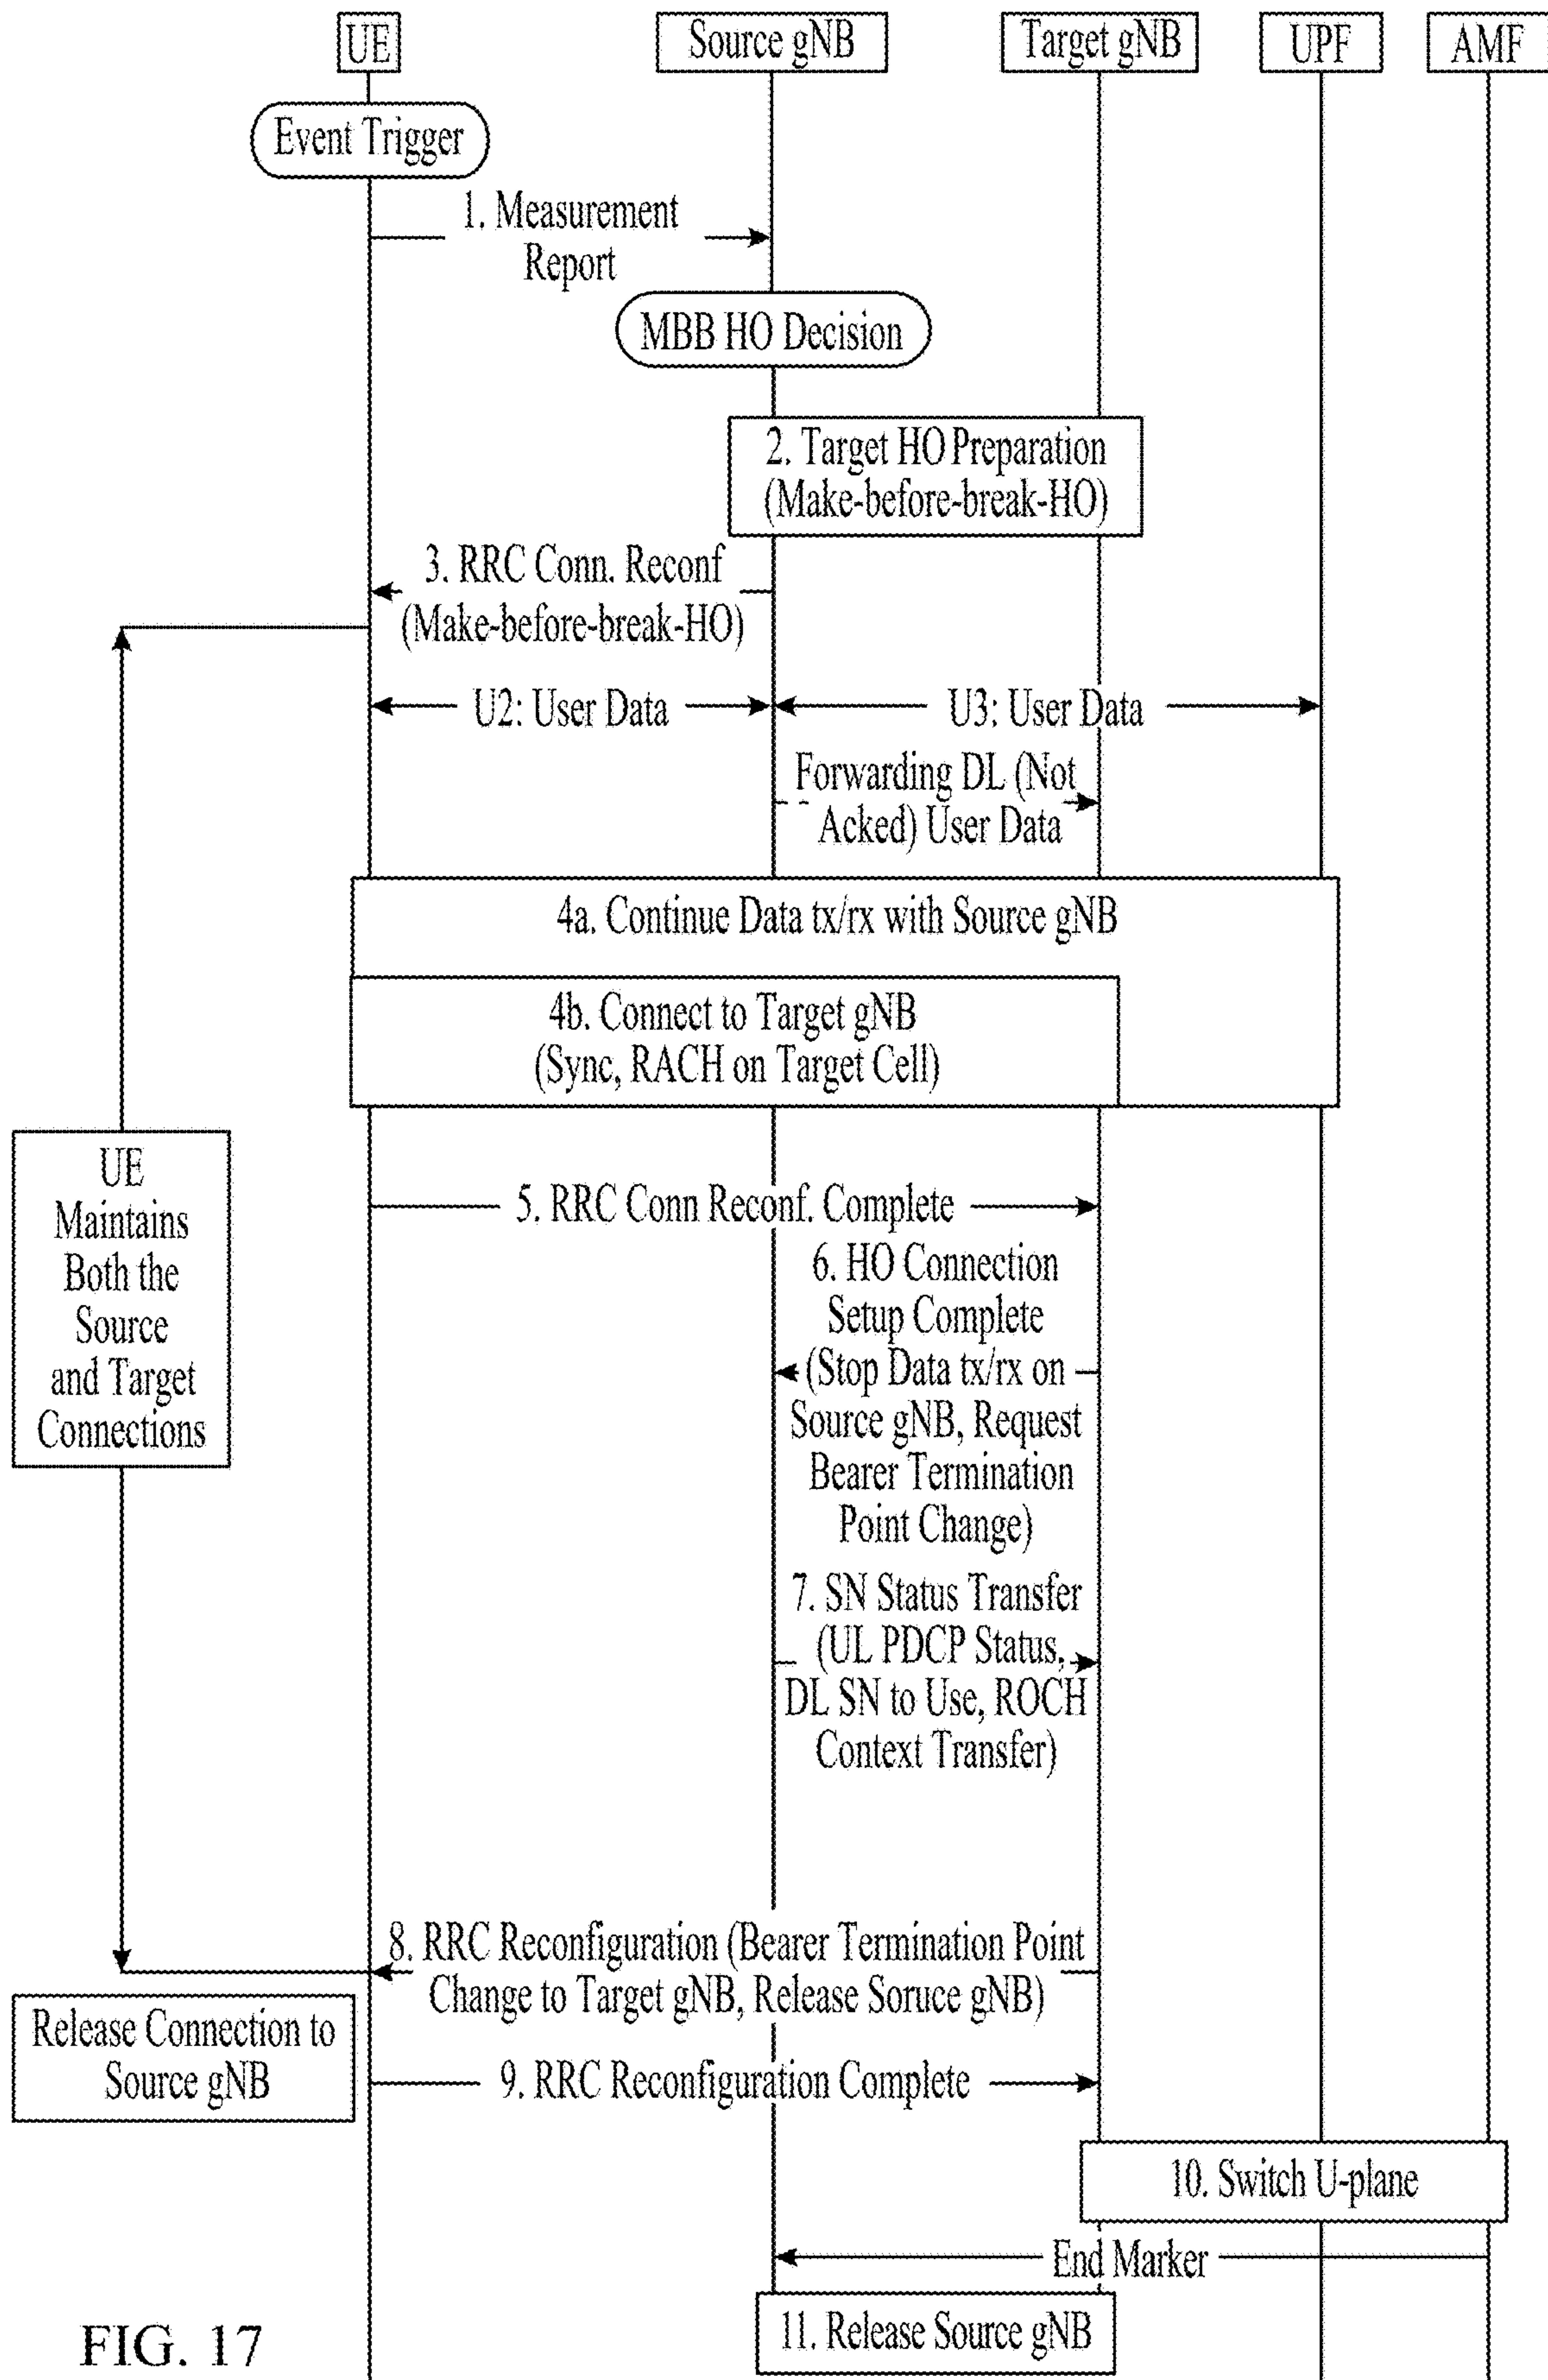 UE
Source gNB
Target gNB
UPF
AMF
Event Trigger
1. Measurement
Report
MBB HO Decision
2. Target HO Preparation
(Make-before-break-HO)
3. RRC Conn. Reconf
(Make-before-break-HO)
U2: User Data
U3: User Data
Forwarding DL (Not
Acked) User Data
4a. Continue Data tx/rx with Source gNB
4b. Connect to Target gNB
(Sync, RACH on Target Cell)
UE
Maintains
Both the
Source
and Target
Connections
5. RRC Conn Reconf. Complete
6. HO Connection
Setup Complete
(Stop Data tx/rx on
Source gNB, Request
Bearer Termination
Point Change)
7. SN Status Transfer
(UL PDCP Status,
DL SN to Use, ROCH
Context Transfer)
8. RRC Reconfiguration (Bearer Termination Point
Change to Target gNB, Release Soruce gNB)
Release Connection to
Source gNB
9. RRC Reconfiguration Complete
10. Switch U-plane
End Marker
11. Release Source gNB
FIG. 17